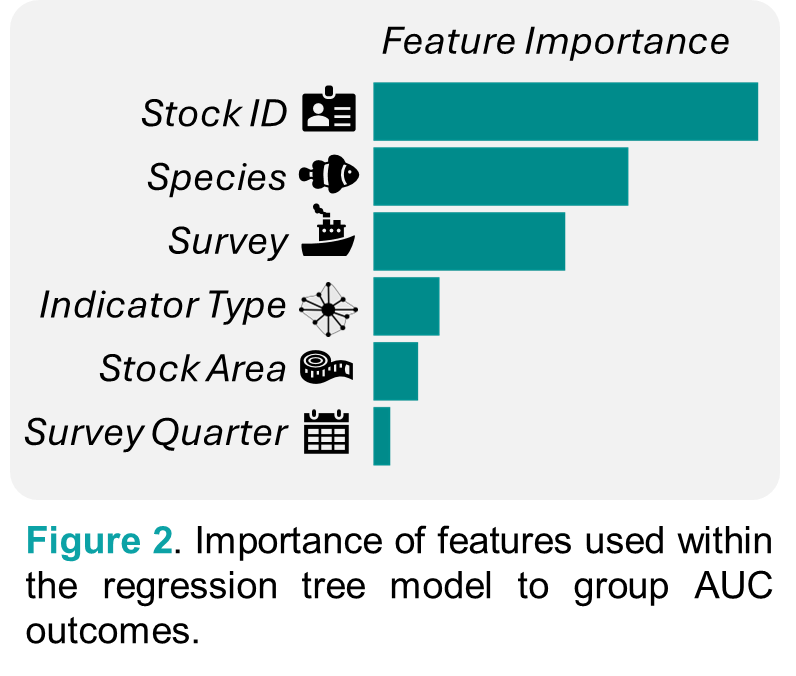 Feature Importance
Stock ID
Species
Survey
Indicator Type
Stock Area
Survey Quarter
Figure 2. Importance of features used within
the regression tree model to group AUC
outcomes.